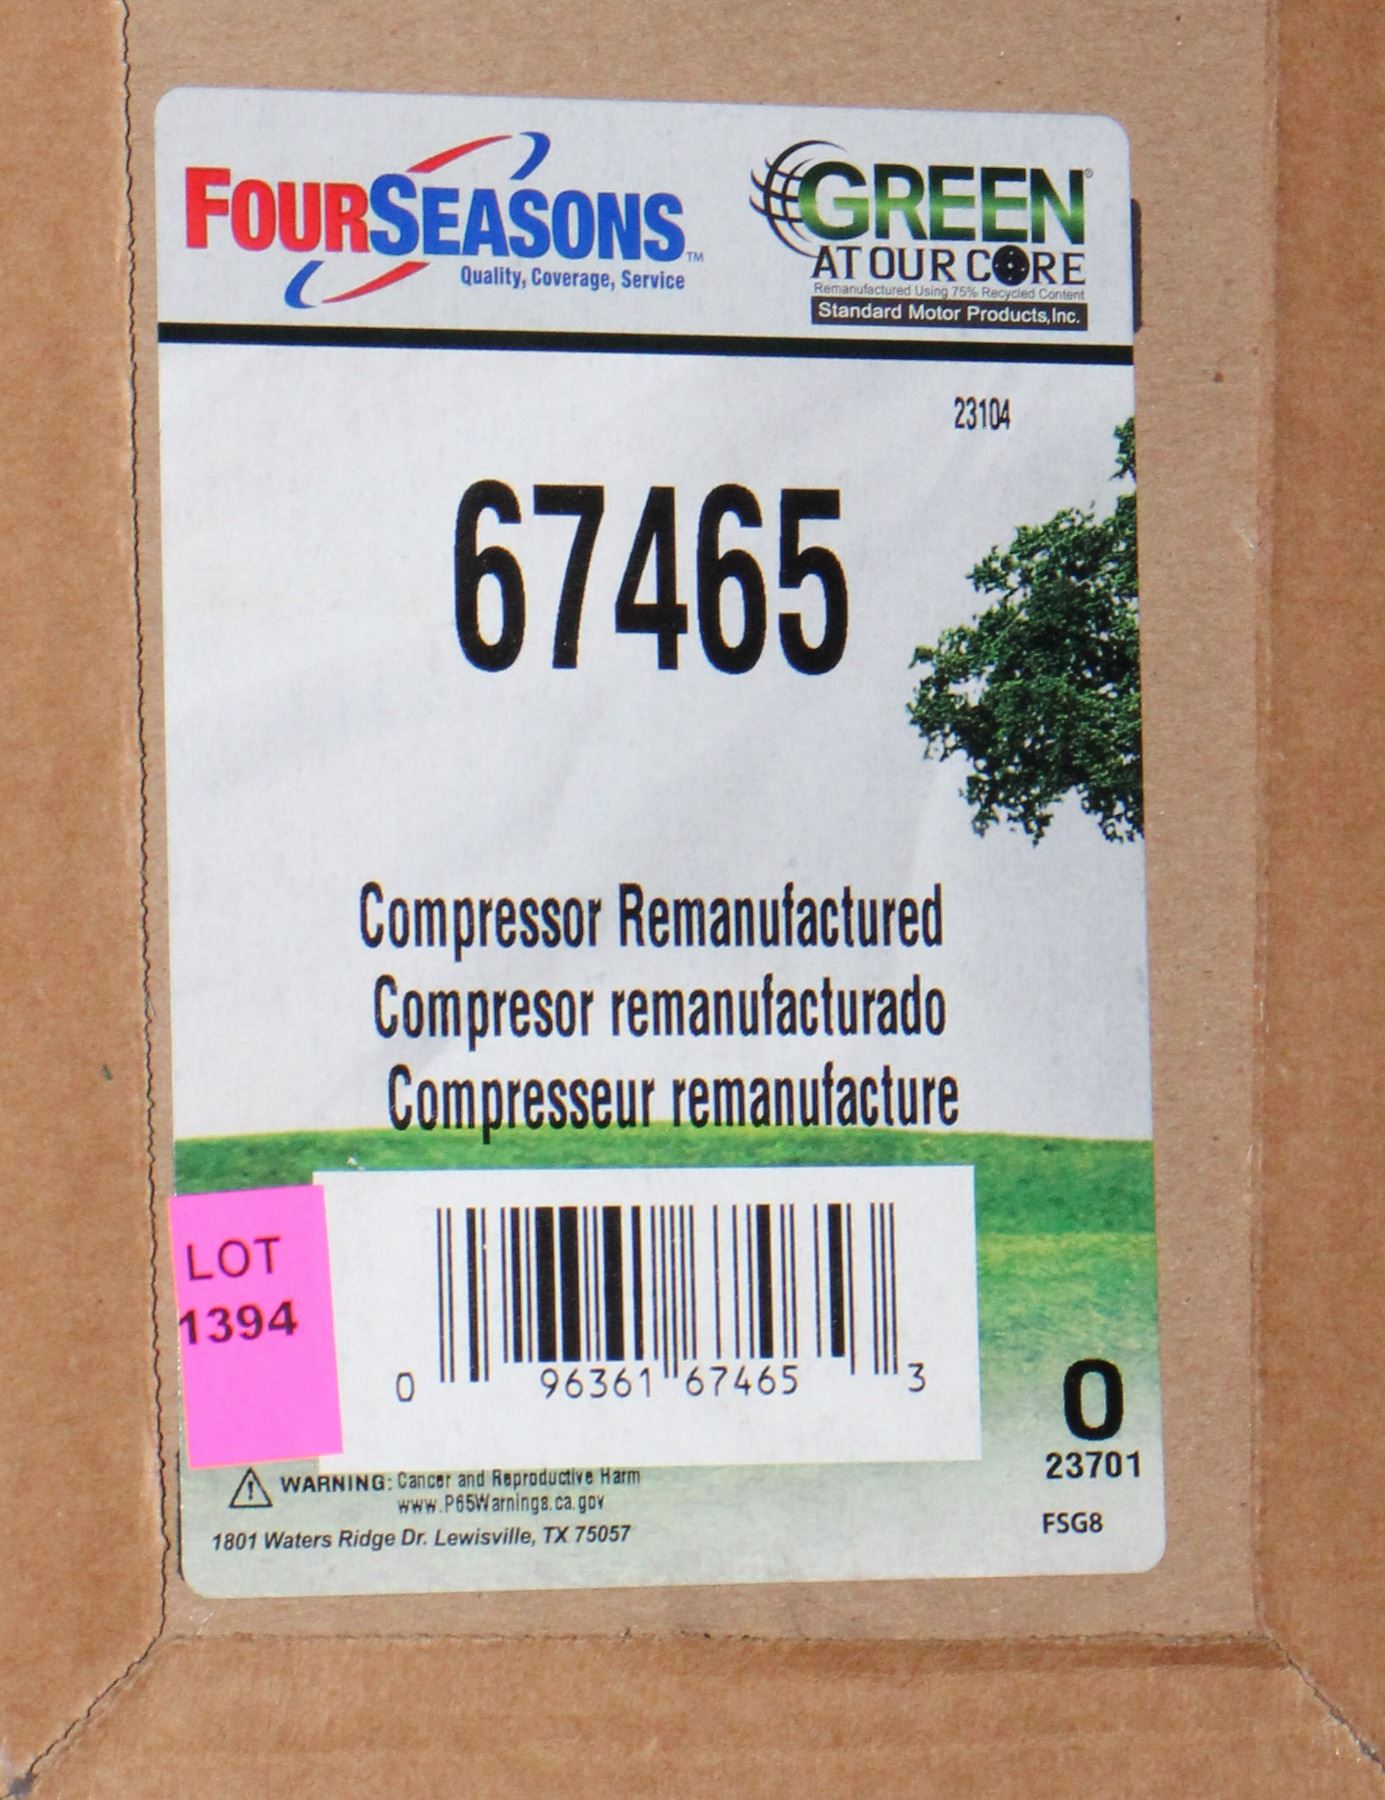 FOURSEASONS™
Quality, Coverage, Service
GREEN®
AT OUR CORE
Remanufactured Using 75% Recycled Content
Standard Motor Products,Inc.
23104
67465
Compressor Remanufactured
Compresor remanufacturado
Compresseur remanufacture
LOT
1394
0 96361 67465 3
0
23701
FSG8
WARNING: Cancer and Reproductive Harm
www.P65Warnings.ca.gov
1801 Waters Ridge Dr. Lewisville, TX 75057